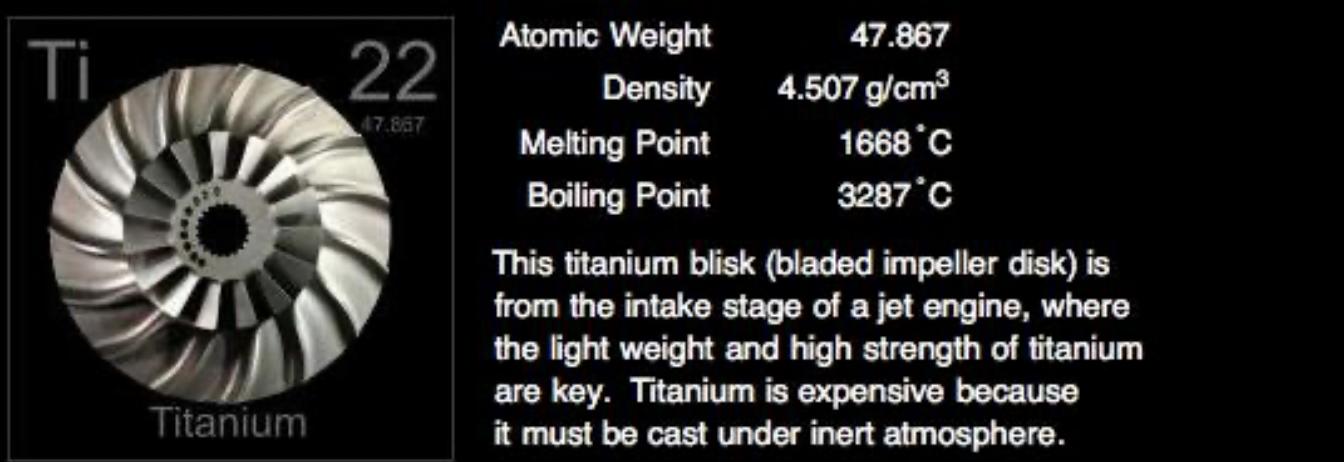 Ti 22
47.867
Titanium
Atomic Weight 47.867
Density 4.507 g/cm³
Melting Point 1668˚C
Boiling Point 3287˚C
This titanium blisk (bladed impeller disk) is
from the intake stage of a jet engine, where
the light weight and high strength of titanium
are key.  Titanium is expensive because
it must be cast under inert atmosphere.